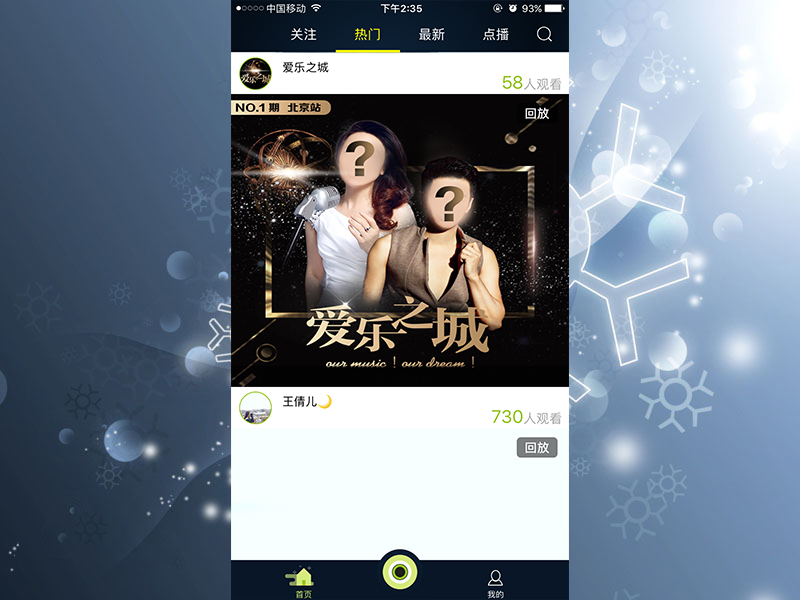 中国移动 下午2:35 93%
关注 热门 最新 点播
爱乐之城
58人观看
NO.1期 北京站
回放
?
?
爱乐之城
our music ! our dream !
王倩儿🌙
730人观看
回放
首页 我的